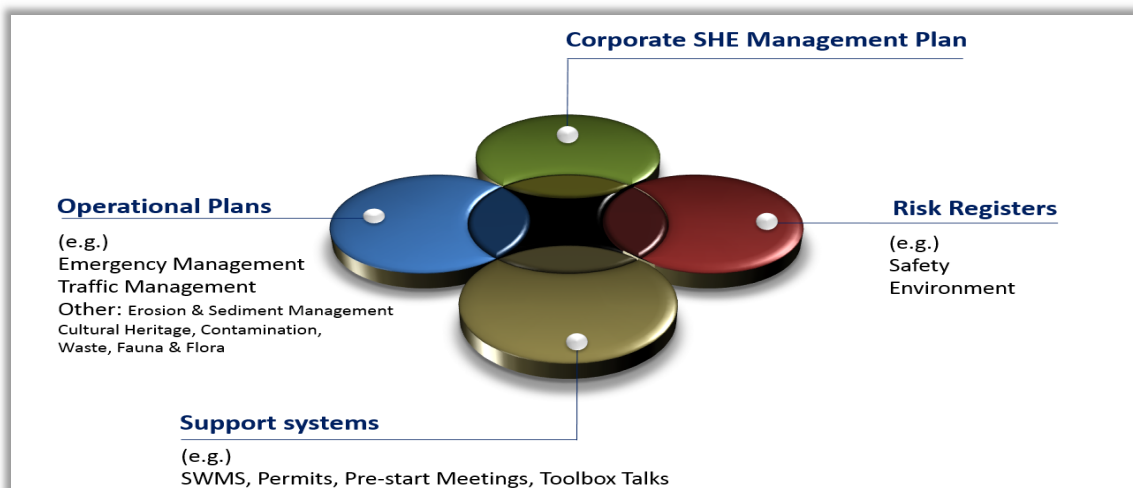 Corporate SHE Management Plan
Operational Plans
(e.g.)
Emergency Management
Traffic Management
Other: Erosion & Sediment Management
Cultural Heritage, Contamination,
Waste, Fauna & Flora
Risk Registers
(e.g.)
Safety
Environment
Support systems
(e.g.)
SWMS, Permits, Pre-start Meetings, Toolbox Talks